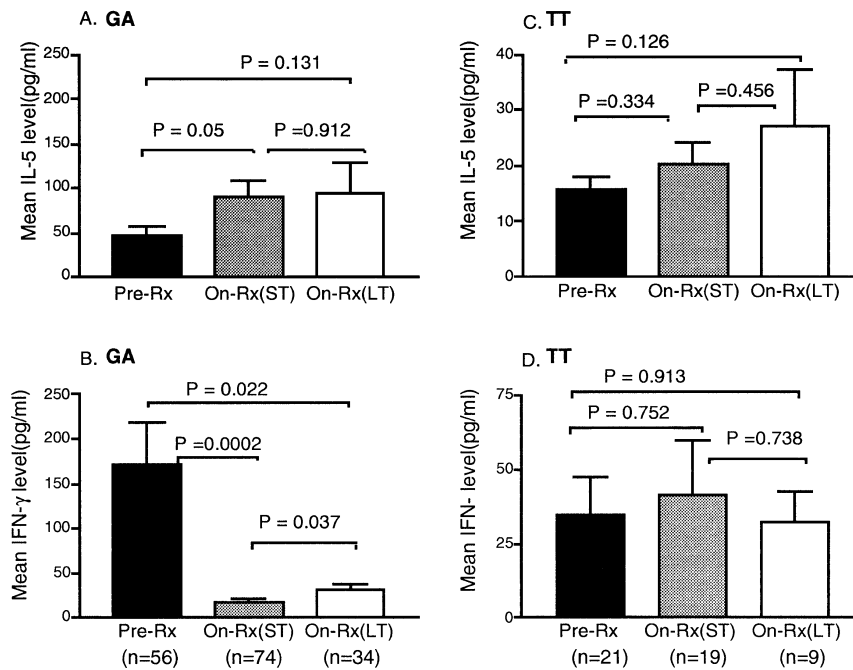 A. GA
Mean IL-5 level(pg/ml)
250
200
150
100
50
0
P = 0.131
P = 0.05
P =0.912
Pre-Rx
On-Rx(ST)
On-Rx(LT)
C. TT
Mean IL-5 level(pg/ml)
40
30
20
10
0
P = 0.126
P =0.334
P =0.456
Pre-Rx
On-Rx(ST)
On-Rx(LT)
B. GA
Mean IFN-γ level(pg/ml)
250
200
150
100
50
0
P = 0.022
P =0.0002
P = 0.037
Pre-Rx
On-Rx(ST)
On-Rx(LT)
(n=56)
(n=74)
(n=34)
D. TT
Mean IFN- level(pg/ml)
75
50
25
0
P = 0.913
P = 0.752
P =0.738
Pre-Rx
On-Rx(ST)
On-Rx(LT)
(n=21)
(n=19)
(n=9)